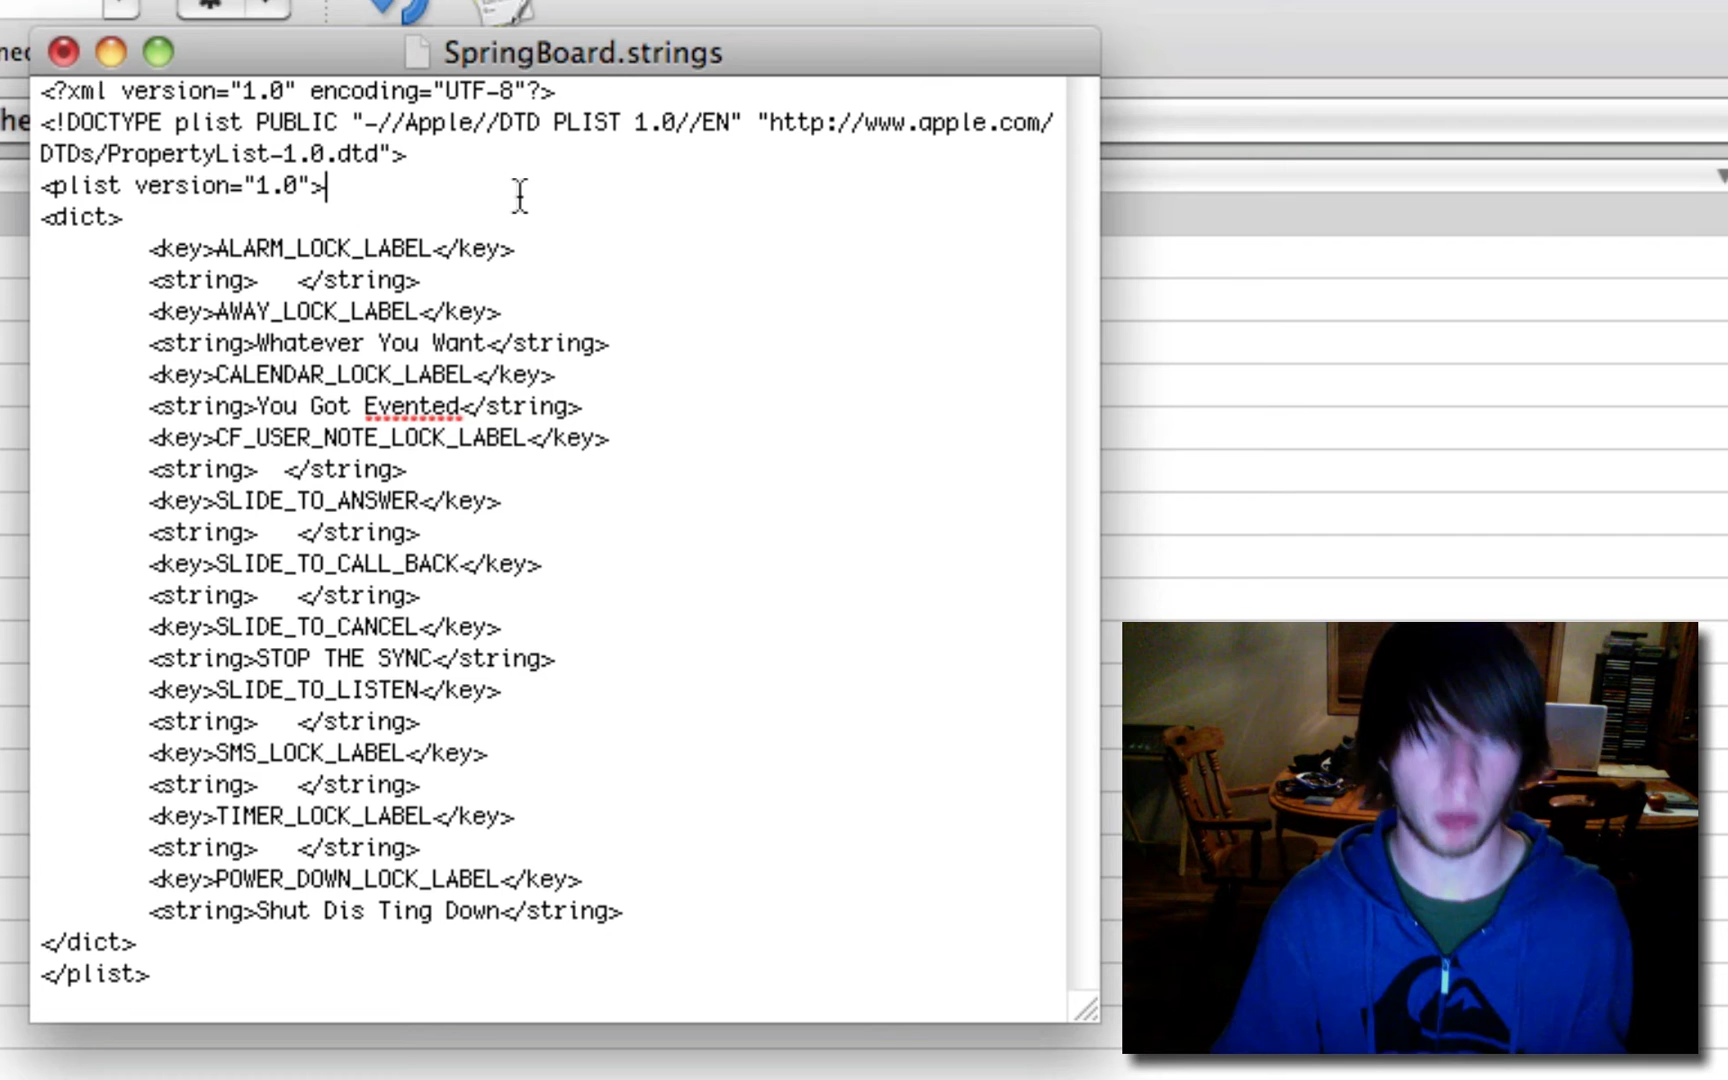 SpringBoard.strings
<?xml version="1.0" encoding="UTF-8"?>
<!DOCTYPE plist PUBLIC "-//Apple//DTD PLIST 1.0//EN" "http://www.apple.com/
DTDs/PropertyList-1.0.dtd">
<plist version="1.0">
<dict>
<key>ALARM_LOCK_LABEL</key>
<string>   </string>
<key>AWAY_LOCK_LABEL</key>
<string>Whatever You Want</string>
<key>CALENDAR_LOCK_LABEL</key>
<string>You Got Evented</string>
<key>CF_USER_NOTE_LOCK_LABEL</key>
<string>  </string>
<key>SLIDE_TO_ANSWER</key>
<string>   </string>
<key>SLIDE_TO_CALL_BACK</key>
<string>   </string>
<key>SLIDE_TO_CANCEL</key>
<string>STOP THE SYNC</string>
<key>SLIDE_TO_LISTEN</key>
<string>   </string>
<key>SMS_LOCK_LABEL</key>
<string>   </string>
<key>TIMER_LOCK_LABEL</key>
<string>   </string>
<key>POWER_DOWN_LOCK_LABEL</key>
<string>Shut Dis Ting Down</string>
</dict>
</plist>